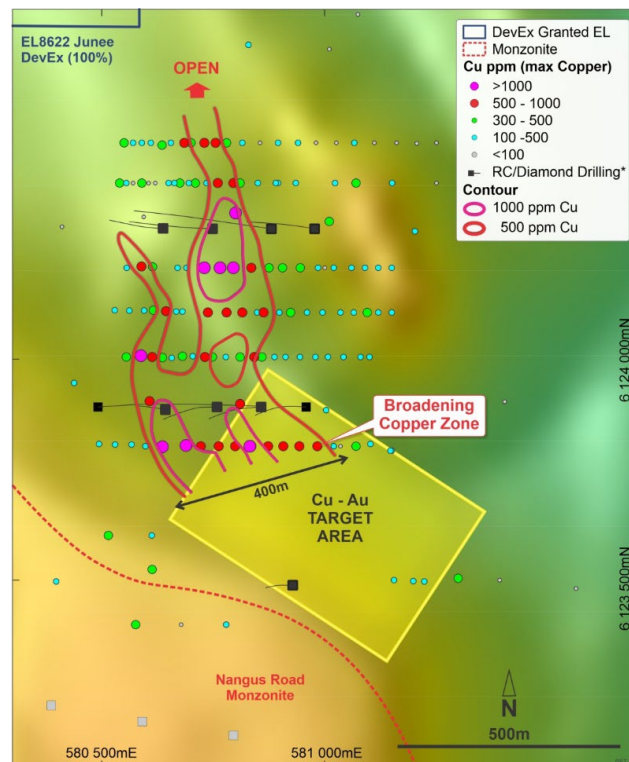 EL8622 Junee
DevEx (100%)
OPEN
DevEx Granted EL
Monzonite
Cu ppm (max Copper)
>1000
500 - 1000
300 - 500
100 -500
<100
RC/Diamond Drilling*
Contour
1000 ppm Cu
500 ppm Cu
6 124 000mN
Broadening
Copper Zone
400m
Cu - Au
TARGET
AREA
6 123 500mN
Nangus Road
Monzonite
N
500m
580 500mE
581 000mE